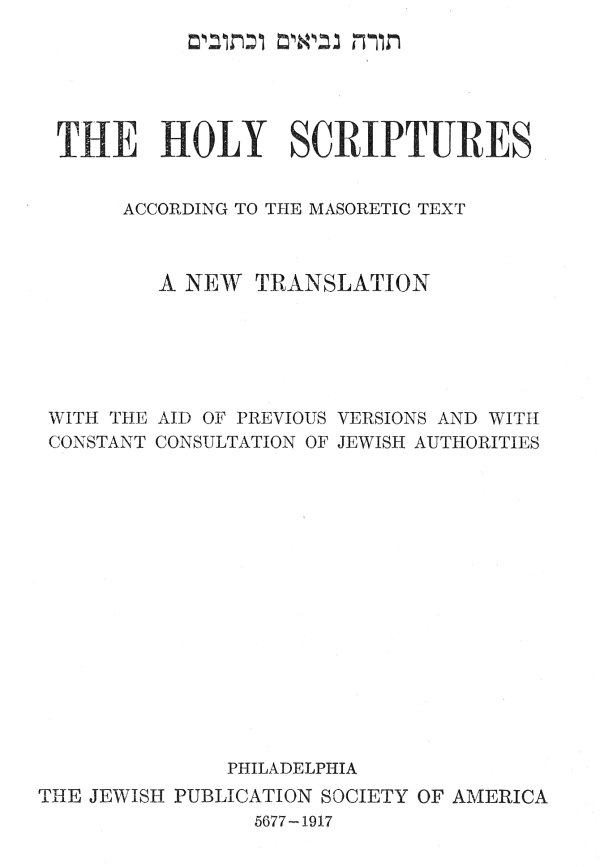 תורה נביאים וכתובים
THE HOLY SCRIPTURES
ACCORDING TO THE MASORETIC TEXT
A NEW TRANSLATION
WITH THE AID OF PREVIOUS VERSIONS AND WITH
CONSTANT CONSULTATION OF JEWISH AUTHORITIES
PHILADELPHIA
THE JEWISH PUBLICATION SOCIETY OF AMERICA
5677–1917